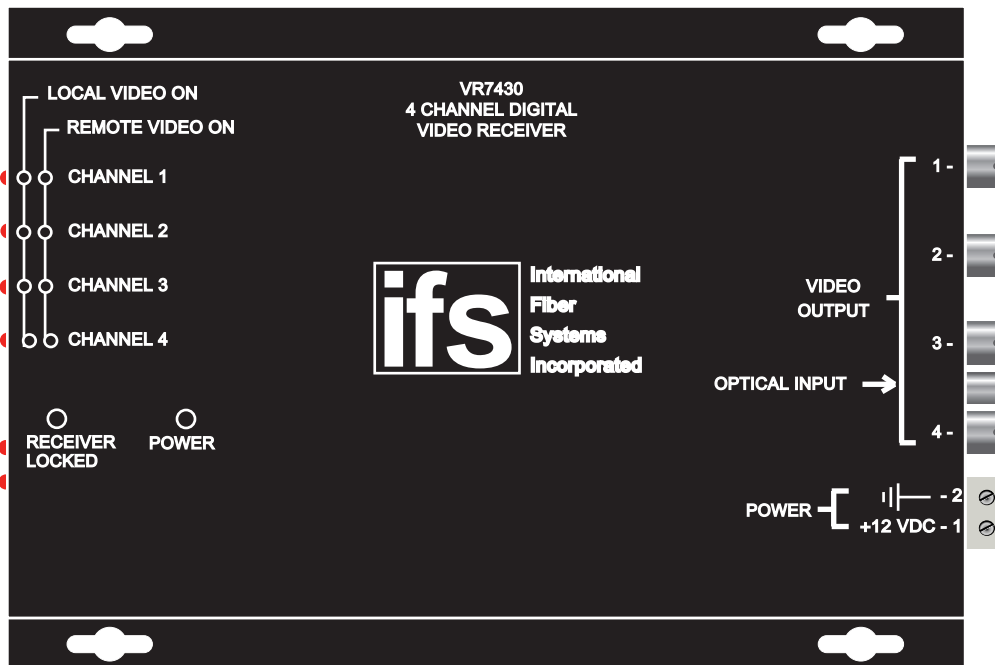 VR7430
4 CHANNEL DIGITAL
VIDEO RECEIVER
LOCAL VIDEO ON
REMOTE VIDEO ON
CHANNEL 1
CHANNEL 2
CHANNEL 3
CHANNEL 4
RECEIVER
LOCKED
POWER
ifs
International
Fiber
Systems
Incorporated
1 -
2 -
VIDEO
OUTPUT
3 -
OPTICAL INPUT
4 -
POWER
- 2
+12 VDC - 1